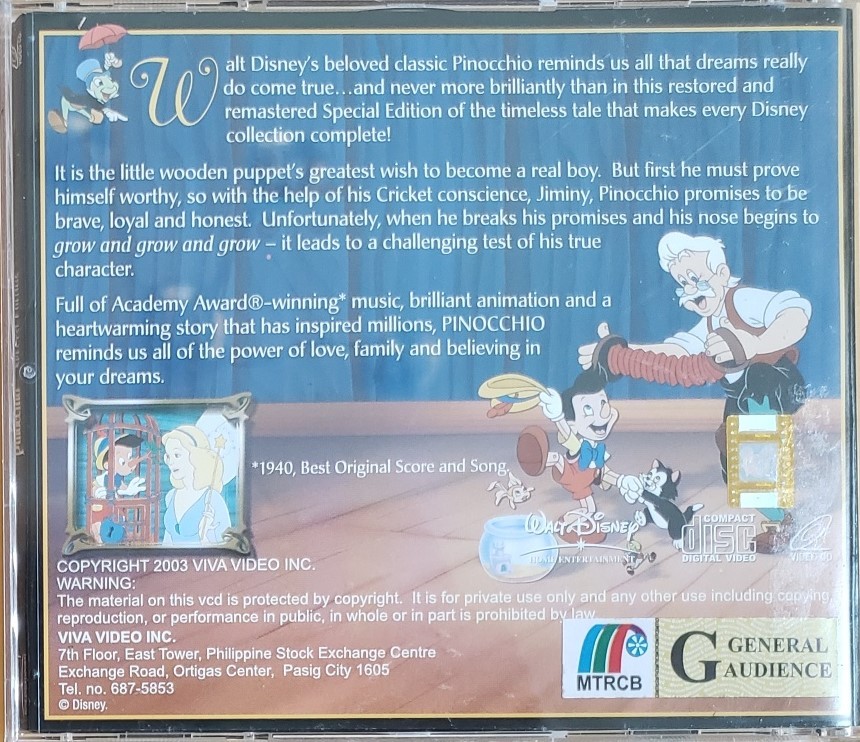 Walt Disney's beloved classic Pinocchio reminds us all that dreams really
do come true...and never more brilliantly than in this restored and
remastered Special Edition of the timeless tale that makes every Disney
collection complete!
It is the little wooden puppet's greatest wish to become a real boy. But first he must prove
himself worthy, so with the help of his Cricket conscience, Jiminy, Pinocchio promises to be
brave, loyal and honest. Unfortunately, when he breaks his promises and his nose begins to
grow and grow and grow – it leads to a challenging test of his true
character.
Full of Academy Award®-winning* music, brilliant animation and a
heartwarming story that has inspired millions, PINOCCHIO
reminds us all of the power of love, family and believing in
your dreams.
*1940, Best Original Score and Song.
WALT DISNEY
HOME ENTERTAINMENT
COMPACT
disc
DIGITAL VIDEO
VIDEO CD
COPYRIGHT 2003 VIVA VIDEO INC.
WARNING:
The material on this vcd is protected by copyright. It is for private use only and any other use including copying,
reproduction, or performance in public, in whole or in part is prohibited by law
VIVA VIDEO INC.
7th Floor, East Tower, Philippine Stock Exchange Centre
Exchange Road, Ortigas Center, Pasig City 1605
Tel. no. 687-5853
© Disney.
MTRCB
G GENERAL
AUDIENCE